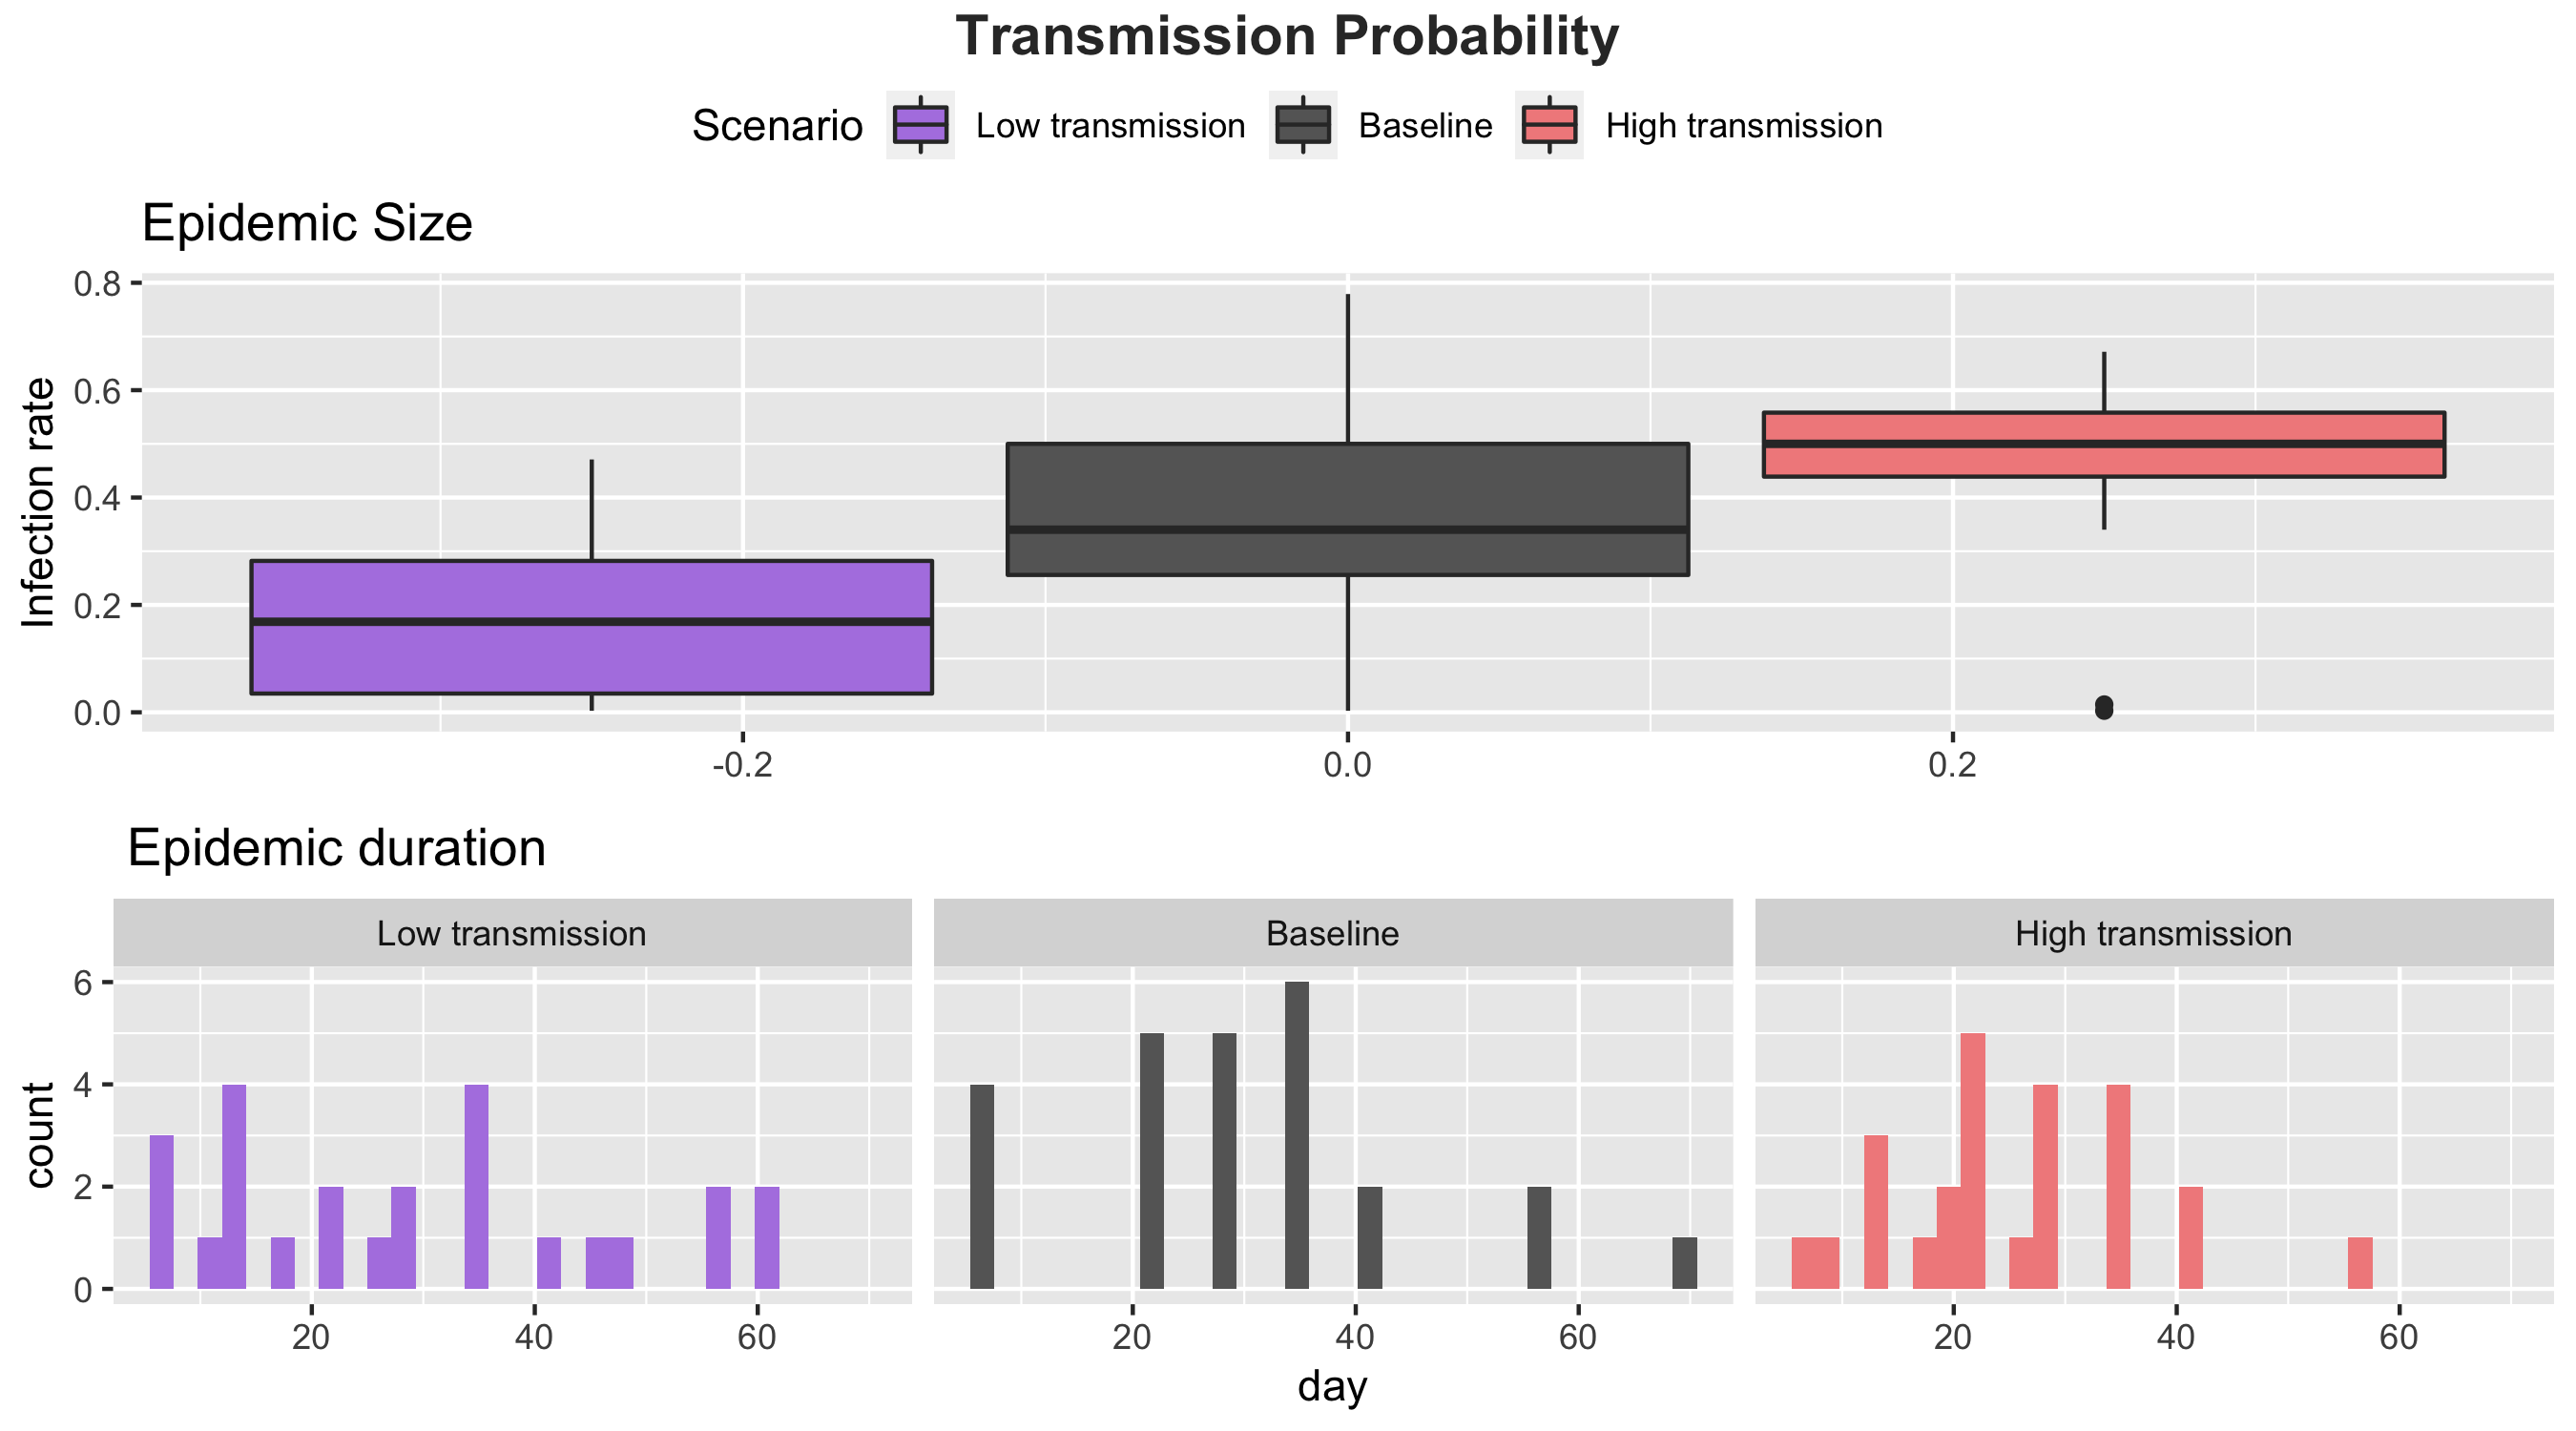 Transmission Probability
Scenario Low transmission Baseline High transmission
Epidemic Size
Infection rate
0.8
0.6
0.4
0.2
0.0
-0.2 0.0 0.2
Epidemic duration
Low transmission Baseline High transmission
count
6
4
2
0
20 40 60 20 40 60 20 40 60
day